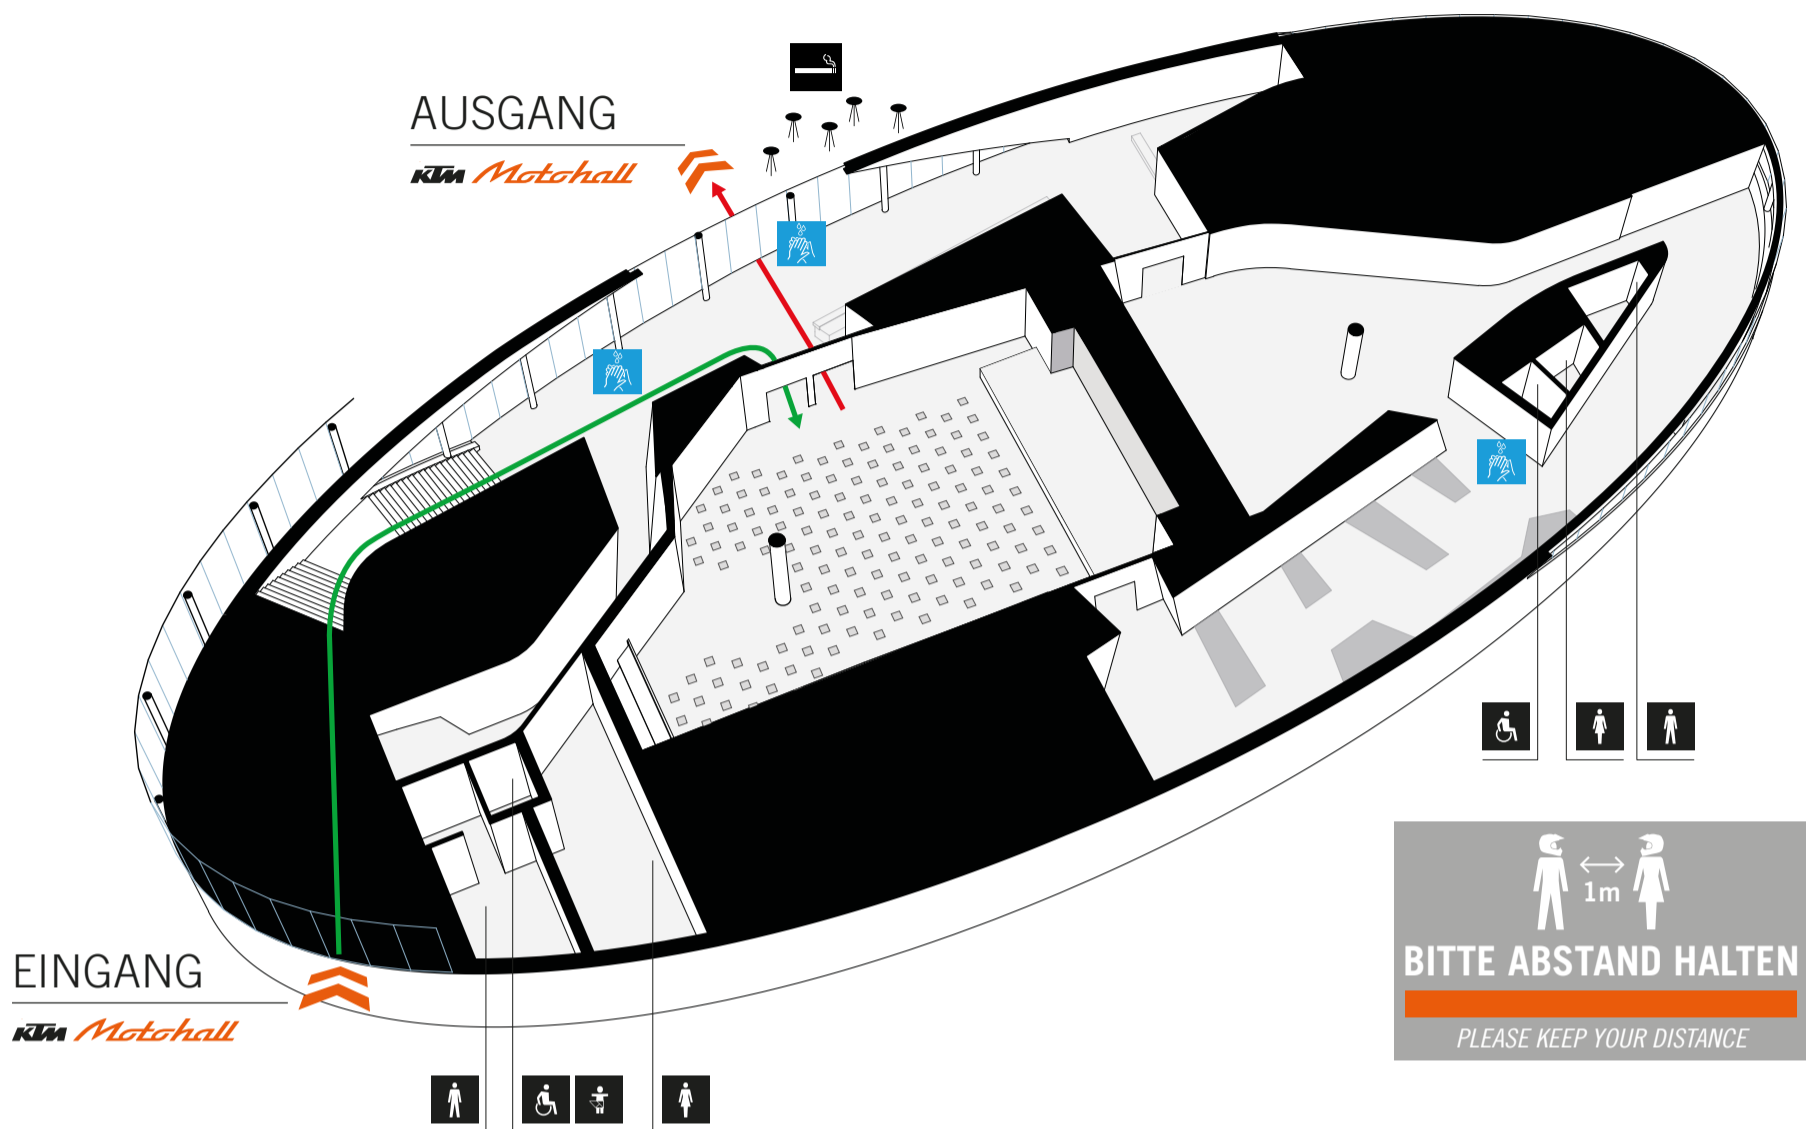 AUSGANG
KTM Motohall
EINGANG
KTM Motohall
1m
BITTE ABSTAND HALTEN
PLEASE KEEP YOUR DISTANCE